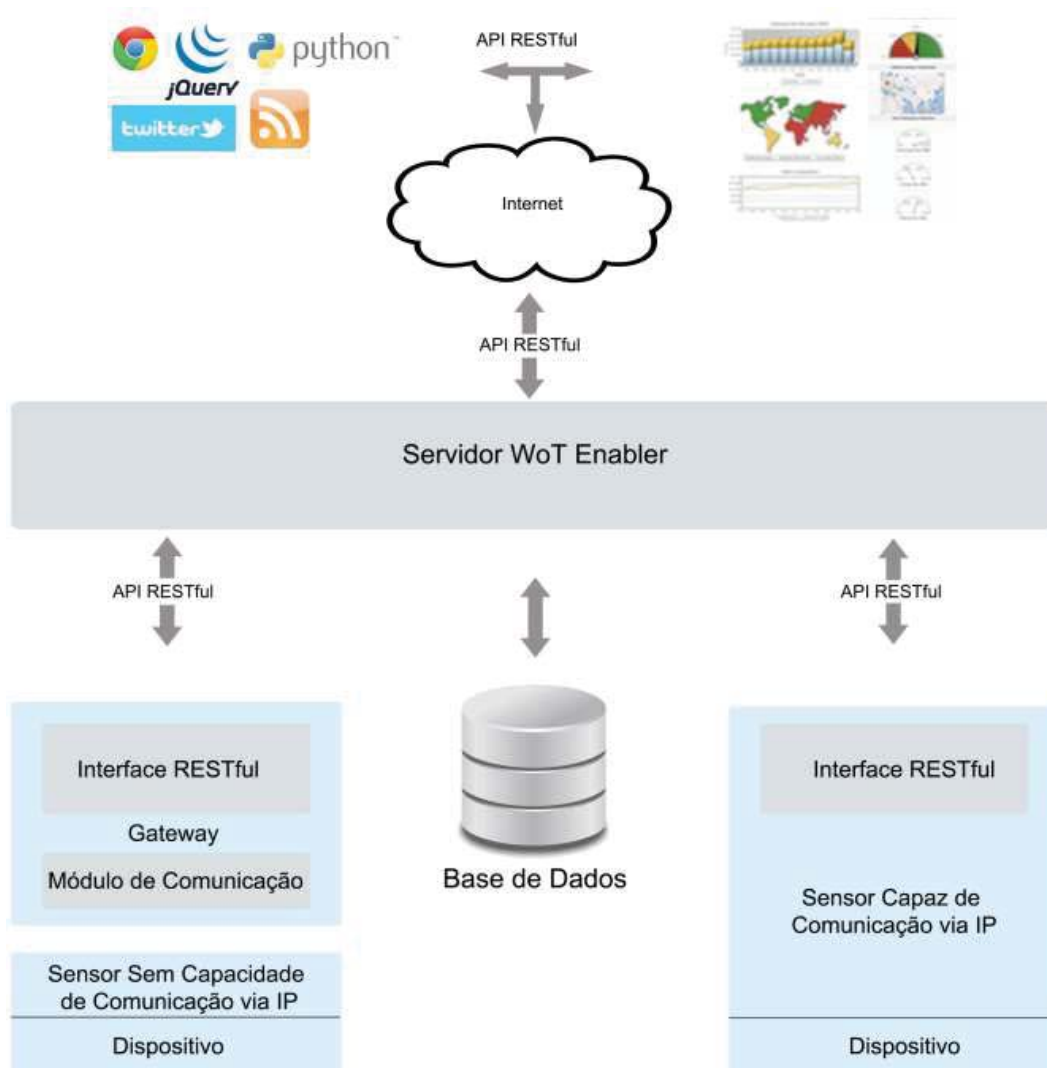 python™
jQuery
twitter
API RESTful
Internet
API RESTful
Servidor WoT Enabler
API RESTful
API RESTful
Interface RESTful
Gateway
Módulo de Comunicação
Sensor Sem Capacidade
de Comunicação via IP
Dispositivo
Base de Dados
Interface RESTful
Sensor Capaz de
Comunicação via IP
Dispositivo